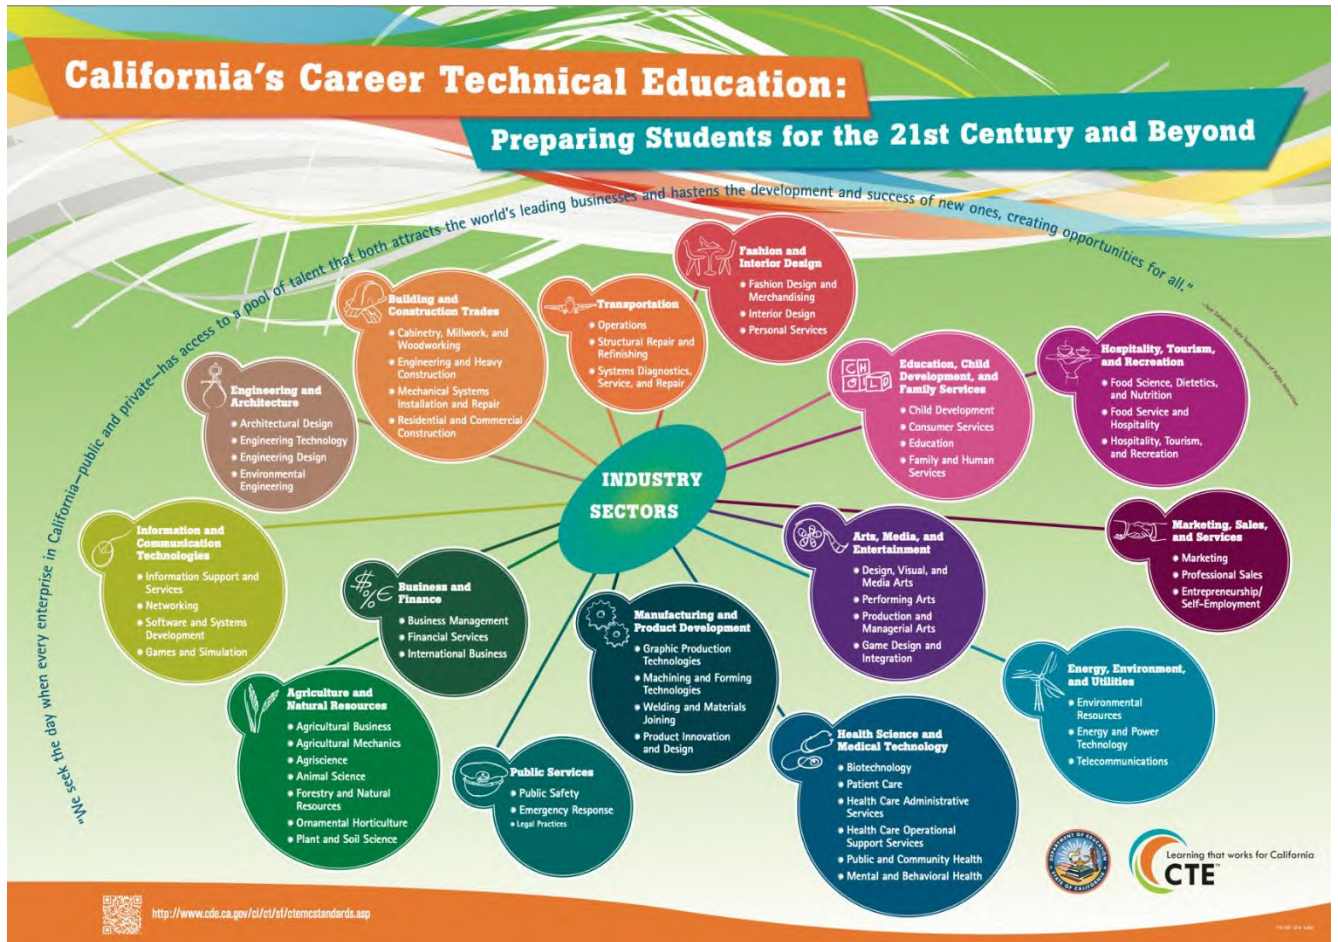 California's Career Technical Education:
Preparing Students for the 21st Century and Beyond
"We seek the day when every enterprise in California—public and private—has access to a pool of talent that both attracts the world's leading businesses and hastens the development and success of new ones, creating opportunities for all."
Fashion and
Interior Design
Fashion Design and
Merchandising
Interior Design
Personal Services
Building and
Construction Trades
Cabinetry, Millwork, and
Woodworking
Engineering and Heavy
Construction
Mechanical Systems
Installation and Repair
Residential and Commercial
Construction
Transportation
Operations
Structural Repair and
Refinishing
Systems Diagnostics,
Service, and Repair
Engineering and
Architecture
Architectural Design
Engineering Technology
Engineering Design
Environmental
Engineering
CHILD
Education, Child
Development, and
Family Services
Child Development
Consumer Services
Education
Family and Human
Services
Hospitality, Tourism,
and Recreation
Food Science, Dietetics,
and Nutrition
Food Service and
Hospitality
Hospitality, Tourism,
and Recreation
INDUSTRY
SECTORS
Information and
Communication
Technologies
Information Support and
Services
Networking
Software and Systems
Development
Games and Simulation
$%€
Business and
Finance
Business Management
Financial Services
International Business
Manufacturing and
Product Development
Graphic Production
Technologies
Machining and Forming
Technologies
Welding and Materials
Joining
Product Innovation
and Design
Arts, Media, and
Entertainment
Design, Visual, and
Media Arts
Performing Arts
Production and
Managerial Arts
Game Design and
Integration
Marketing, Sales,
and Services
Marketing
Professional Sales
Entrepreneurship/
Self-Employment
Agriculture and
Natural Resources
Agricultural Business
Agricultural Mechanics
Agriscience
Animal Science
Forestry and Natural
Resources
Ornamental Horticulture
Plant and Soil Science
Public Services
Public Safety
Emergency Response
Legal Practices
Health Science and
Medical Technology
Biotechnology
Patient Care
Health Care Administrative
Services
Health Care Operational
Support Services
Public and Community Health
Mental and Behavioral Health
Energy, Environment,
and Utilities
Environmental
Resources
Energy and Power
Technology
Telecommunications
DEPARTMENT OF EDUCATION
STATE OF CALIFORNIA
Learning that works for California
CTE™
http://www.cde.ca.gov/ci/ct/sf/ctemcstandards.asp